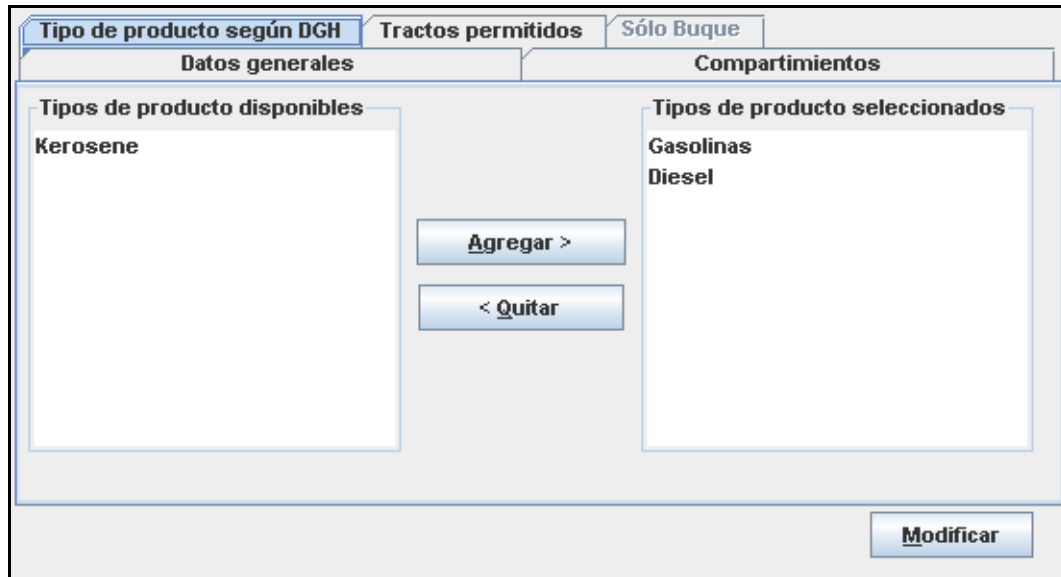 Tipo de producto según DGH Tractos permitidos Sólo Buque
Datos generales Compartimientos
Tipos de producto disponibles Tipos de producto seleccionados
Kerosene Gasolinas
Diesel
Agregar >
< Quitar
Modificar